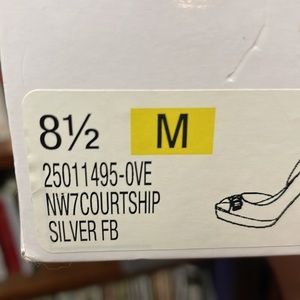 8½ M
25011495-0VE
NW7COURTSHIP
SILVER FB